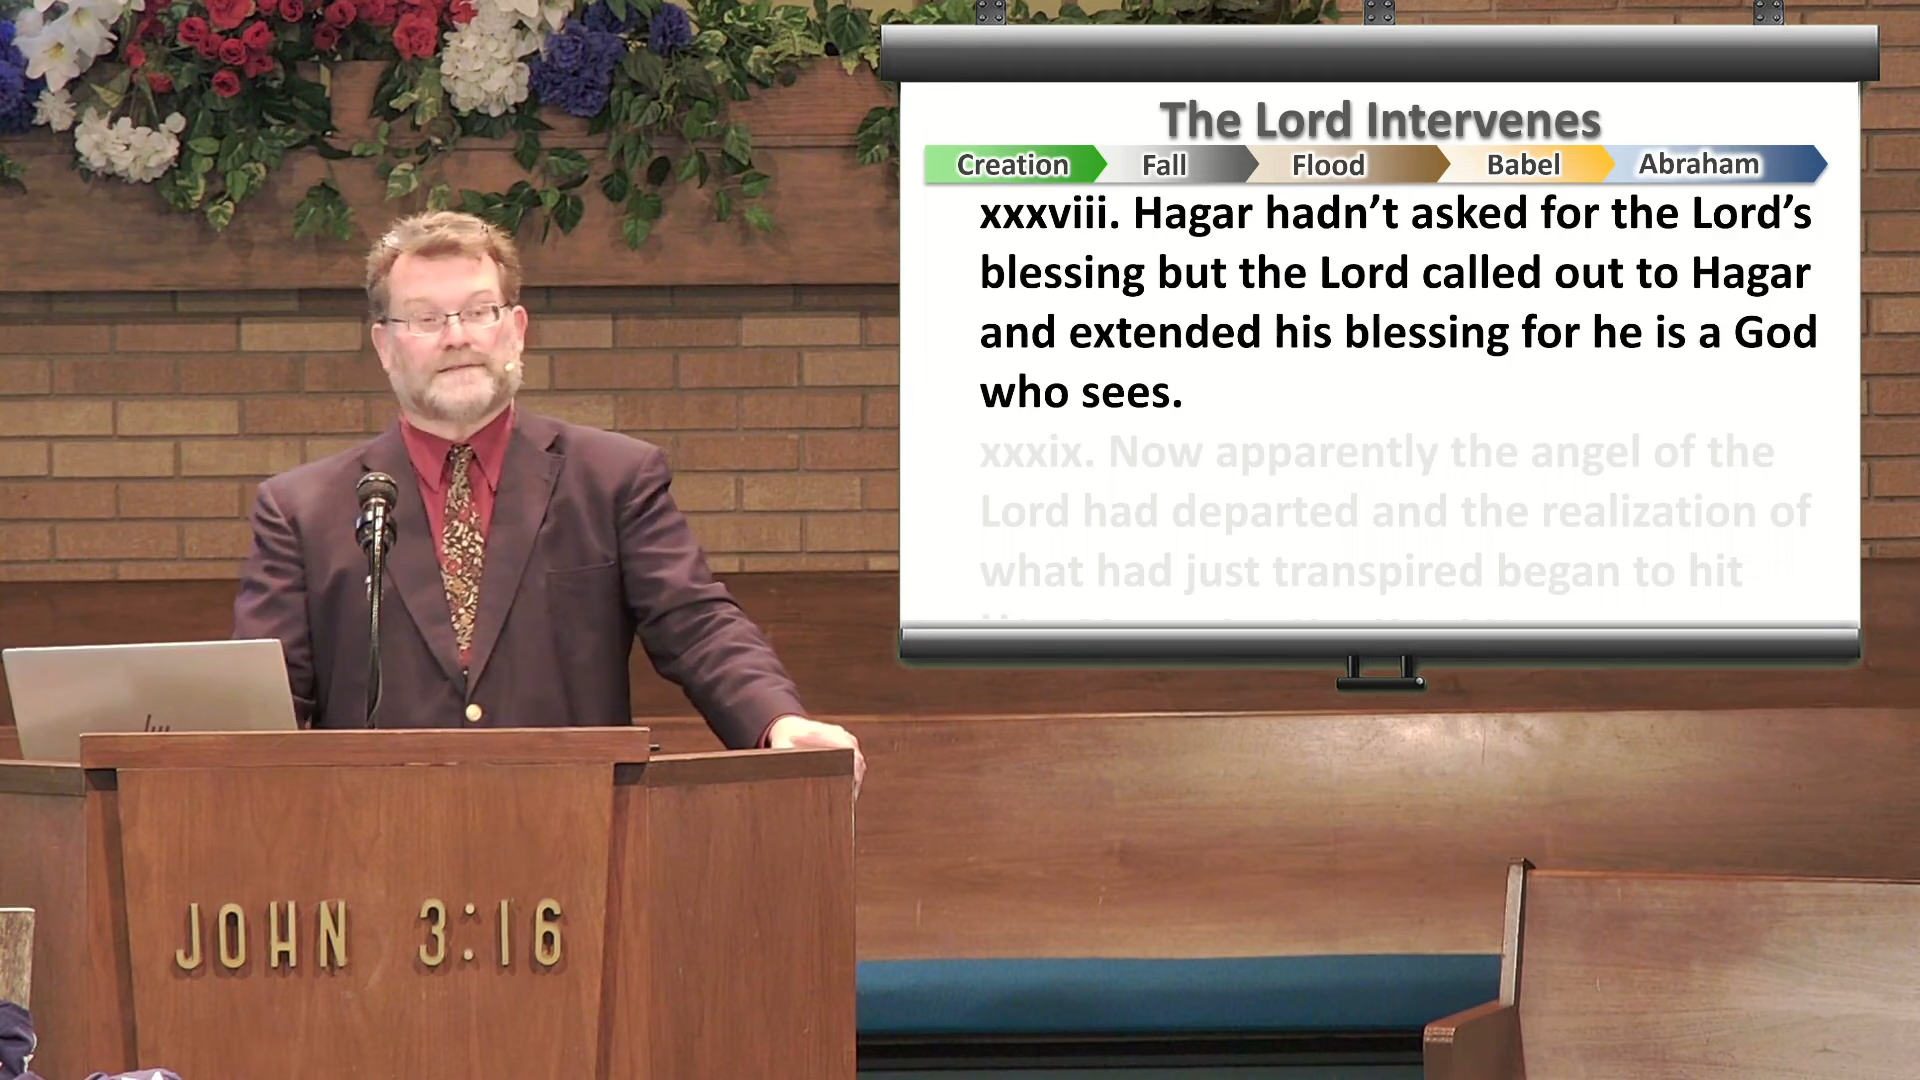 The Lord Intervenes
Creation Fall Flood Babel Abraham
xxxviii. Hagar hadn’t asked for the Lord’s
blessing but the Lord called out to Hagar
and extended his blessing for he is a God
who sees.
xxxix. Now apparently the angel of the
Lord had departed and the realization of
what had just transpired began to hit
JOHN 3:16